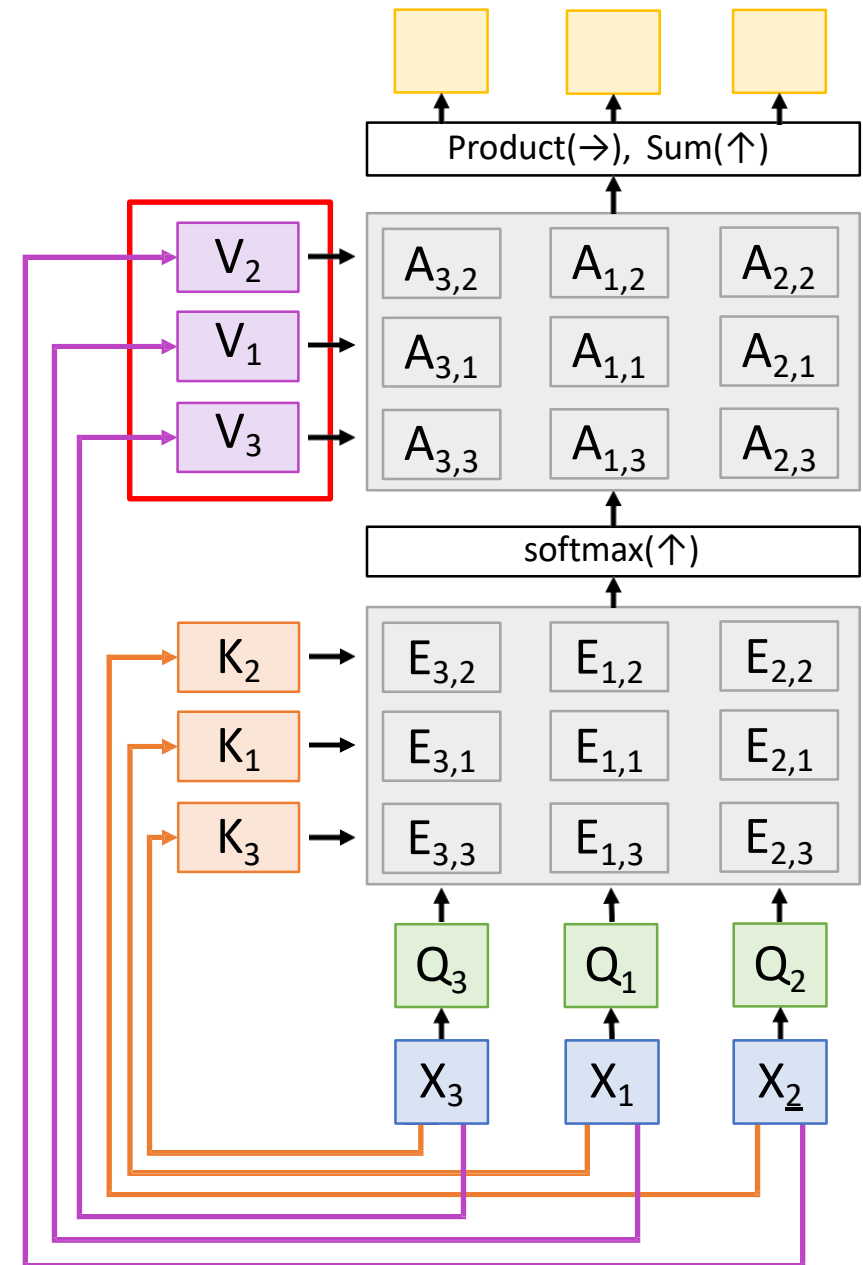 Product(→), Sum(↑)
V₂ A₃,₂ A₁,₂ A₂,₂
V₁ A₃,₁ A₁,₁ A₂,₁
V₃ A₃,₃ A₁,₃ A₂,₃
softmax(↑)
K₂ E₃,₂ E₁,₂ E₂,₂
K₁ E₃,₁ E₁,₁ E₂,₁
K₃ E₃,₃ E₁,₃ E₂,₃
Q₃ Q₁ Q₂
X₃ X₁ X₂